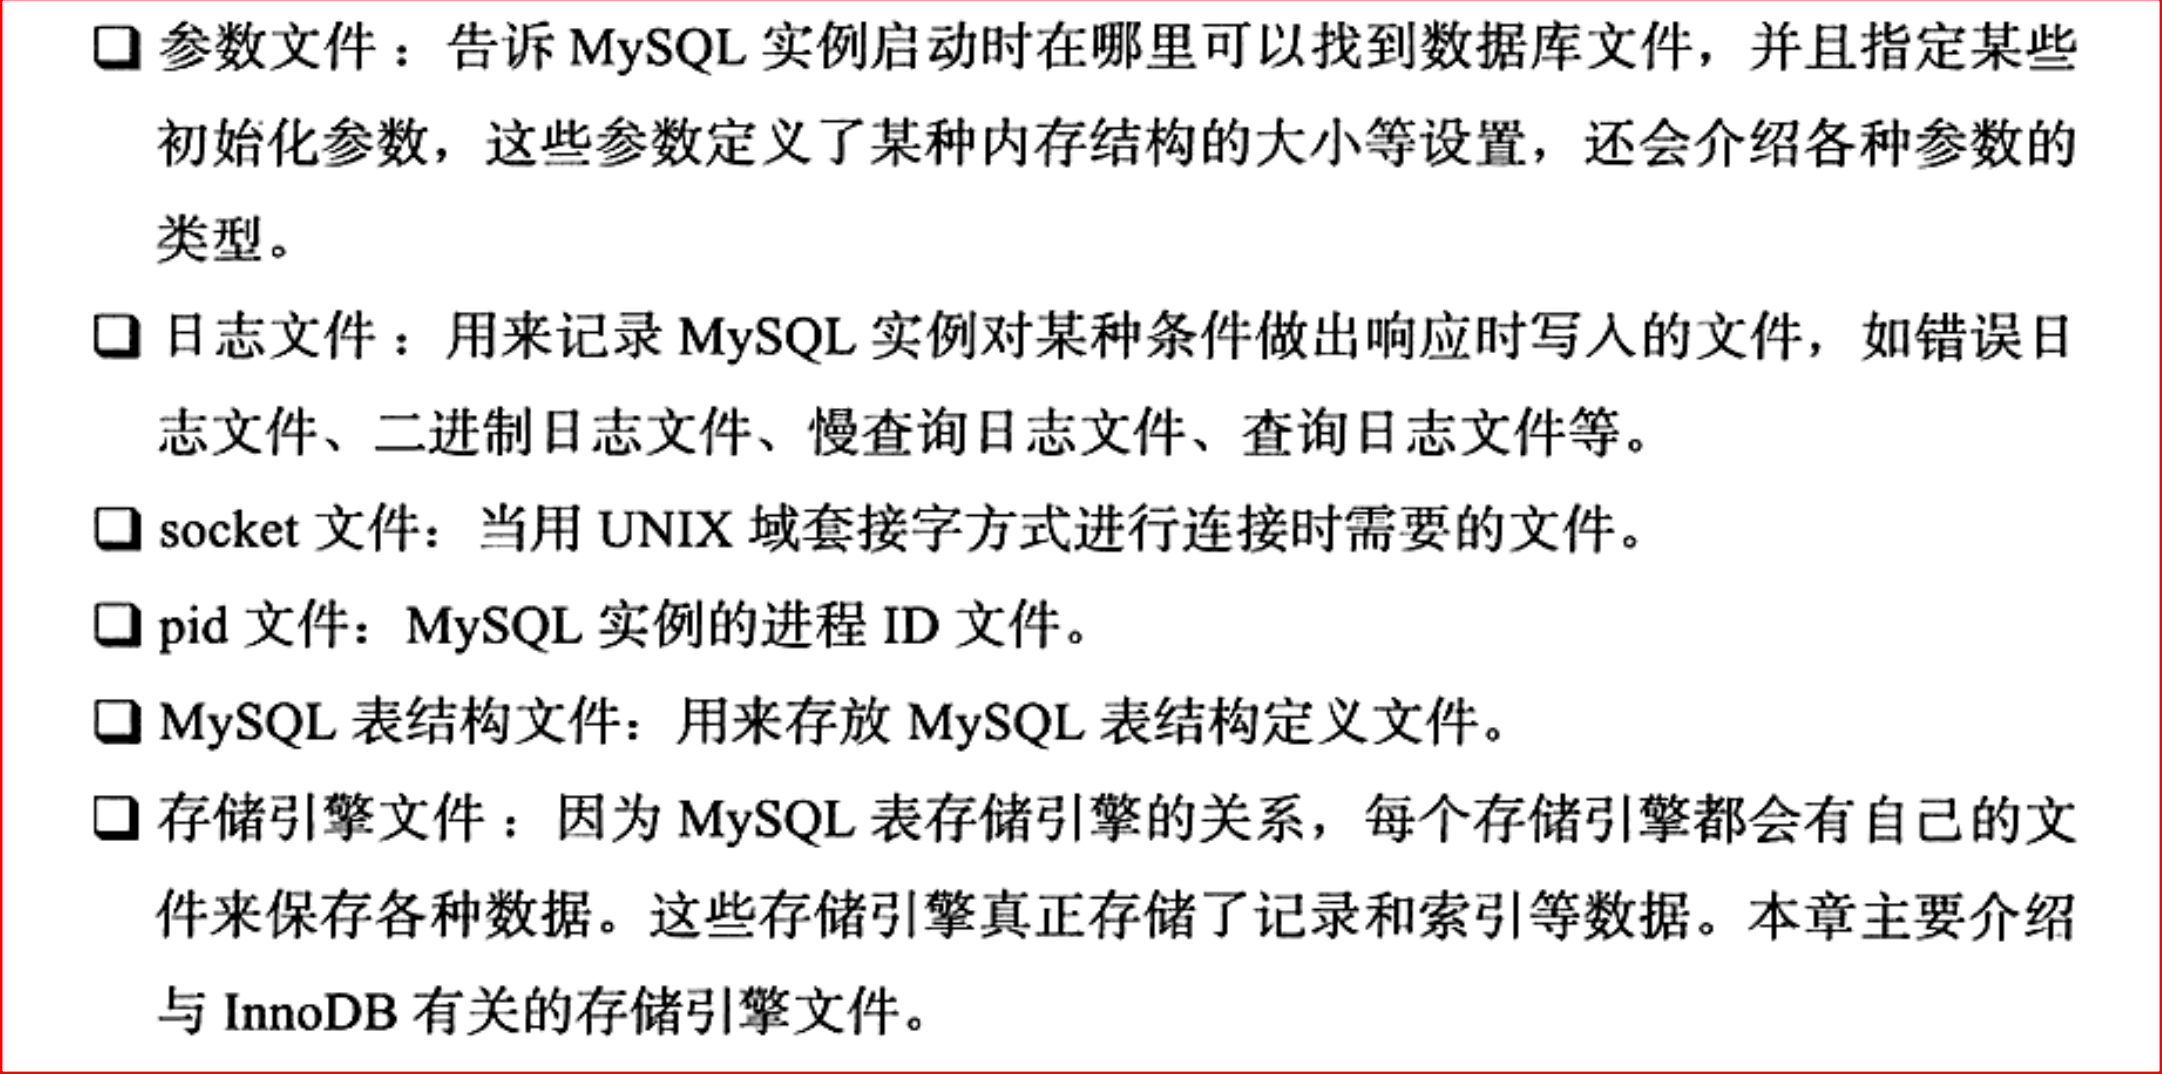 ❑ 参数文件：告诉 MySQL 实例启动时在哪里可以找到数据库文件，并且指定某些
初始化参数，这些参数定义了某种内存结构的大小等设置，还会介绍各种参数的
类型。
❑ 日志文件：用来记录 MySQL 实例对某种条件做出响应时写入的文件，如错误日
志文件、二进制日志文件、慢查询日志文件、查询日志文件等。
❑ socket 文件：当用 UNIX 域套接字方式进行连接时需要的文件。
❑ pid 文件：MySQL 实例的进程 ID 文件。
❑ MySQL 表结构文件：用来存放 MySQL 表结构定义文件。
❑ 存储引擎文件：因为 MySQL 表存储引擎的关系，每个存储引擎都会有自己的文
件来保存各种数据。这些存储引擎真正存储了记录和索引等数据。本章主要介绍
与 InnoDB 有关的存储引擎文件。